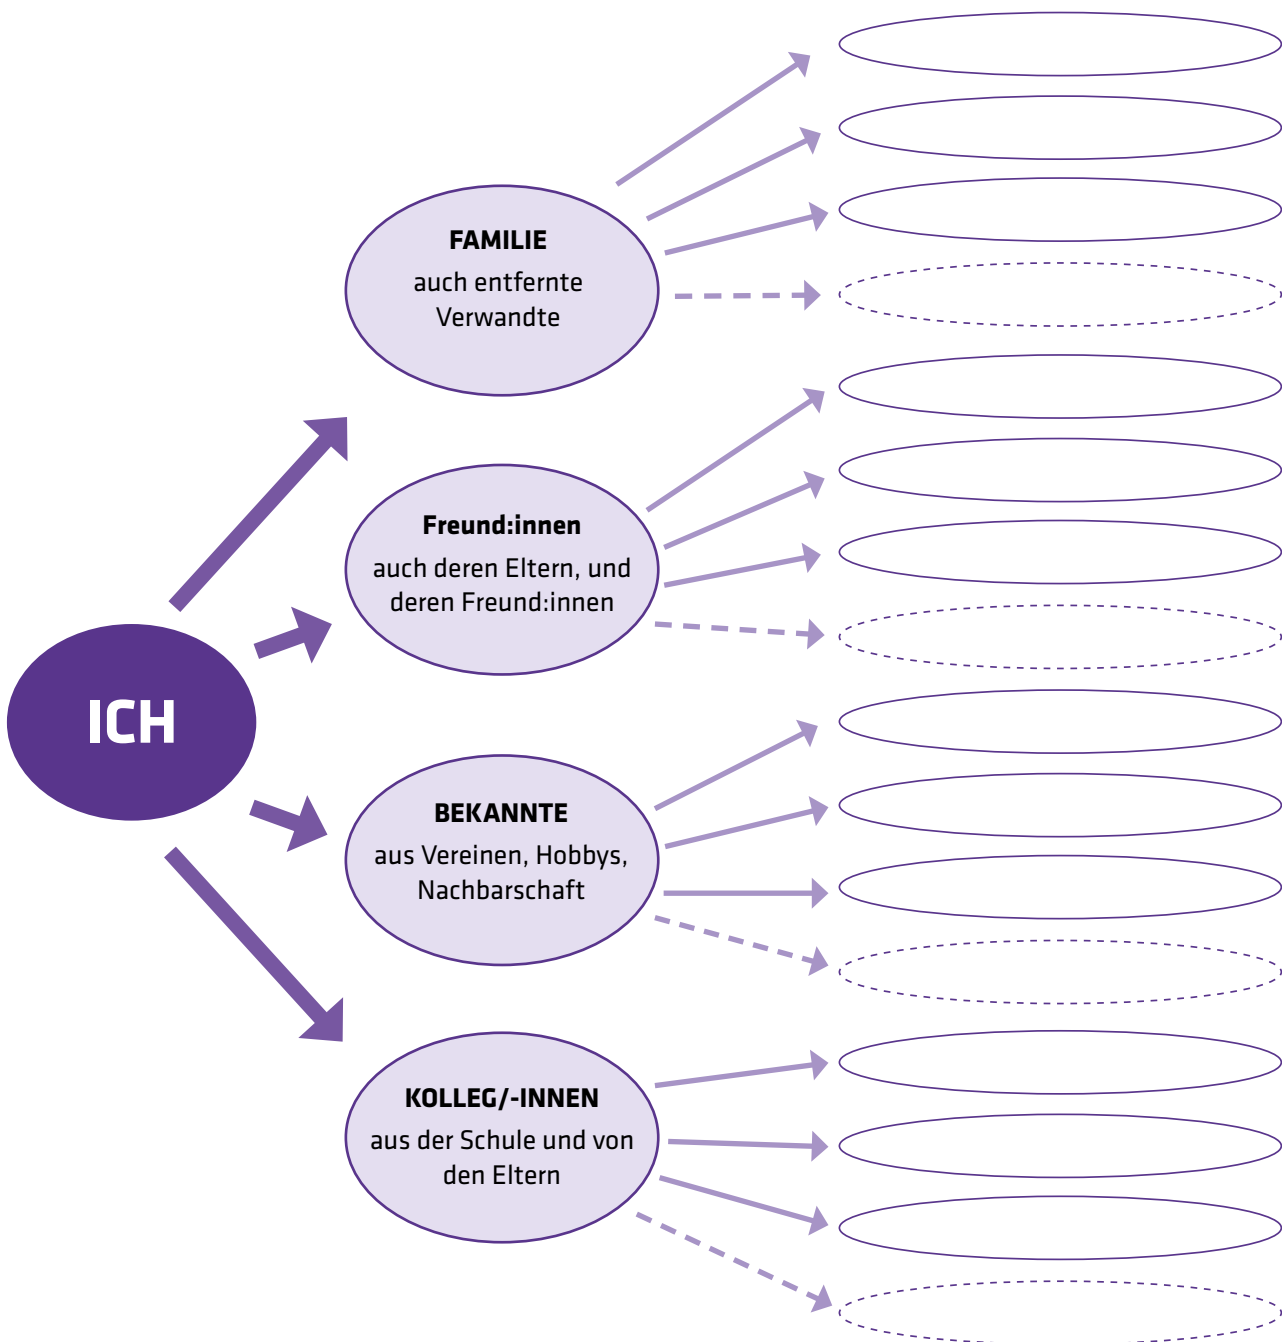 FAMILIE
auch entfernte
Verwandte
Freund:innen
auch deren Eltern, und
deren Freund:innen
ICH
BEKANNTE
aus Vereinen, Hobbys,
Nachbarschaft
KOLLEG/-INNEN
aus der Schule und von
den Eltern